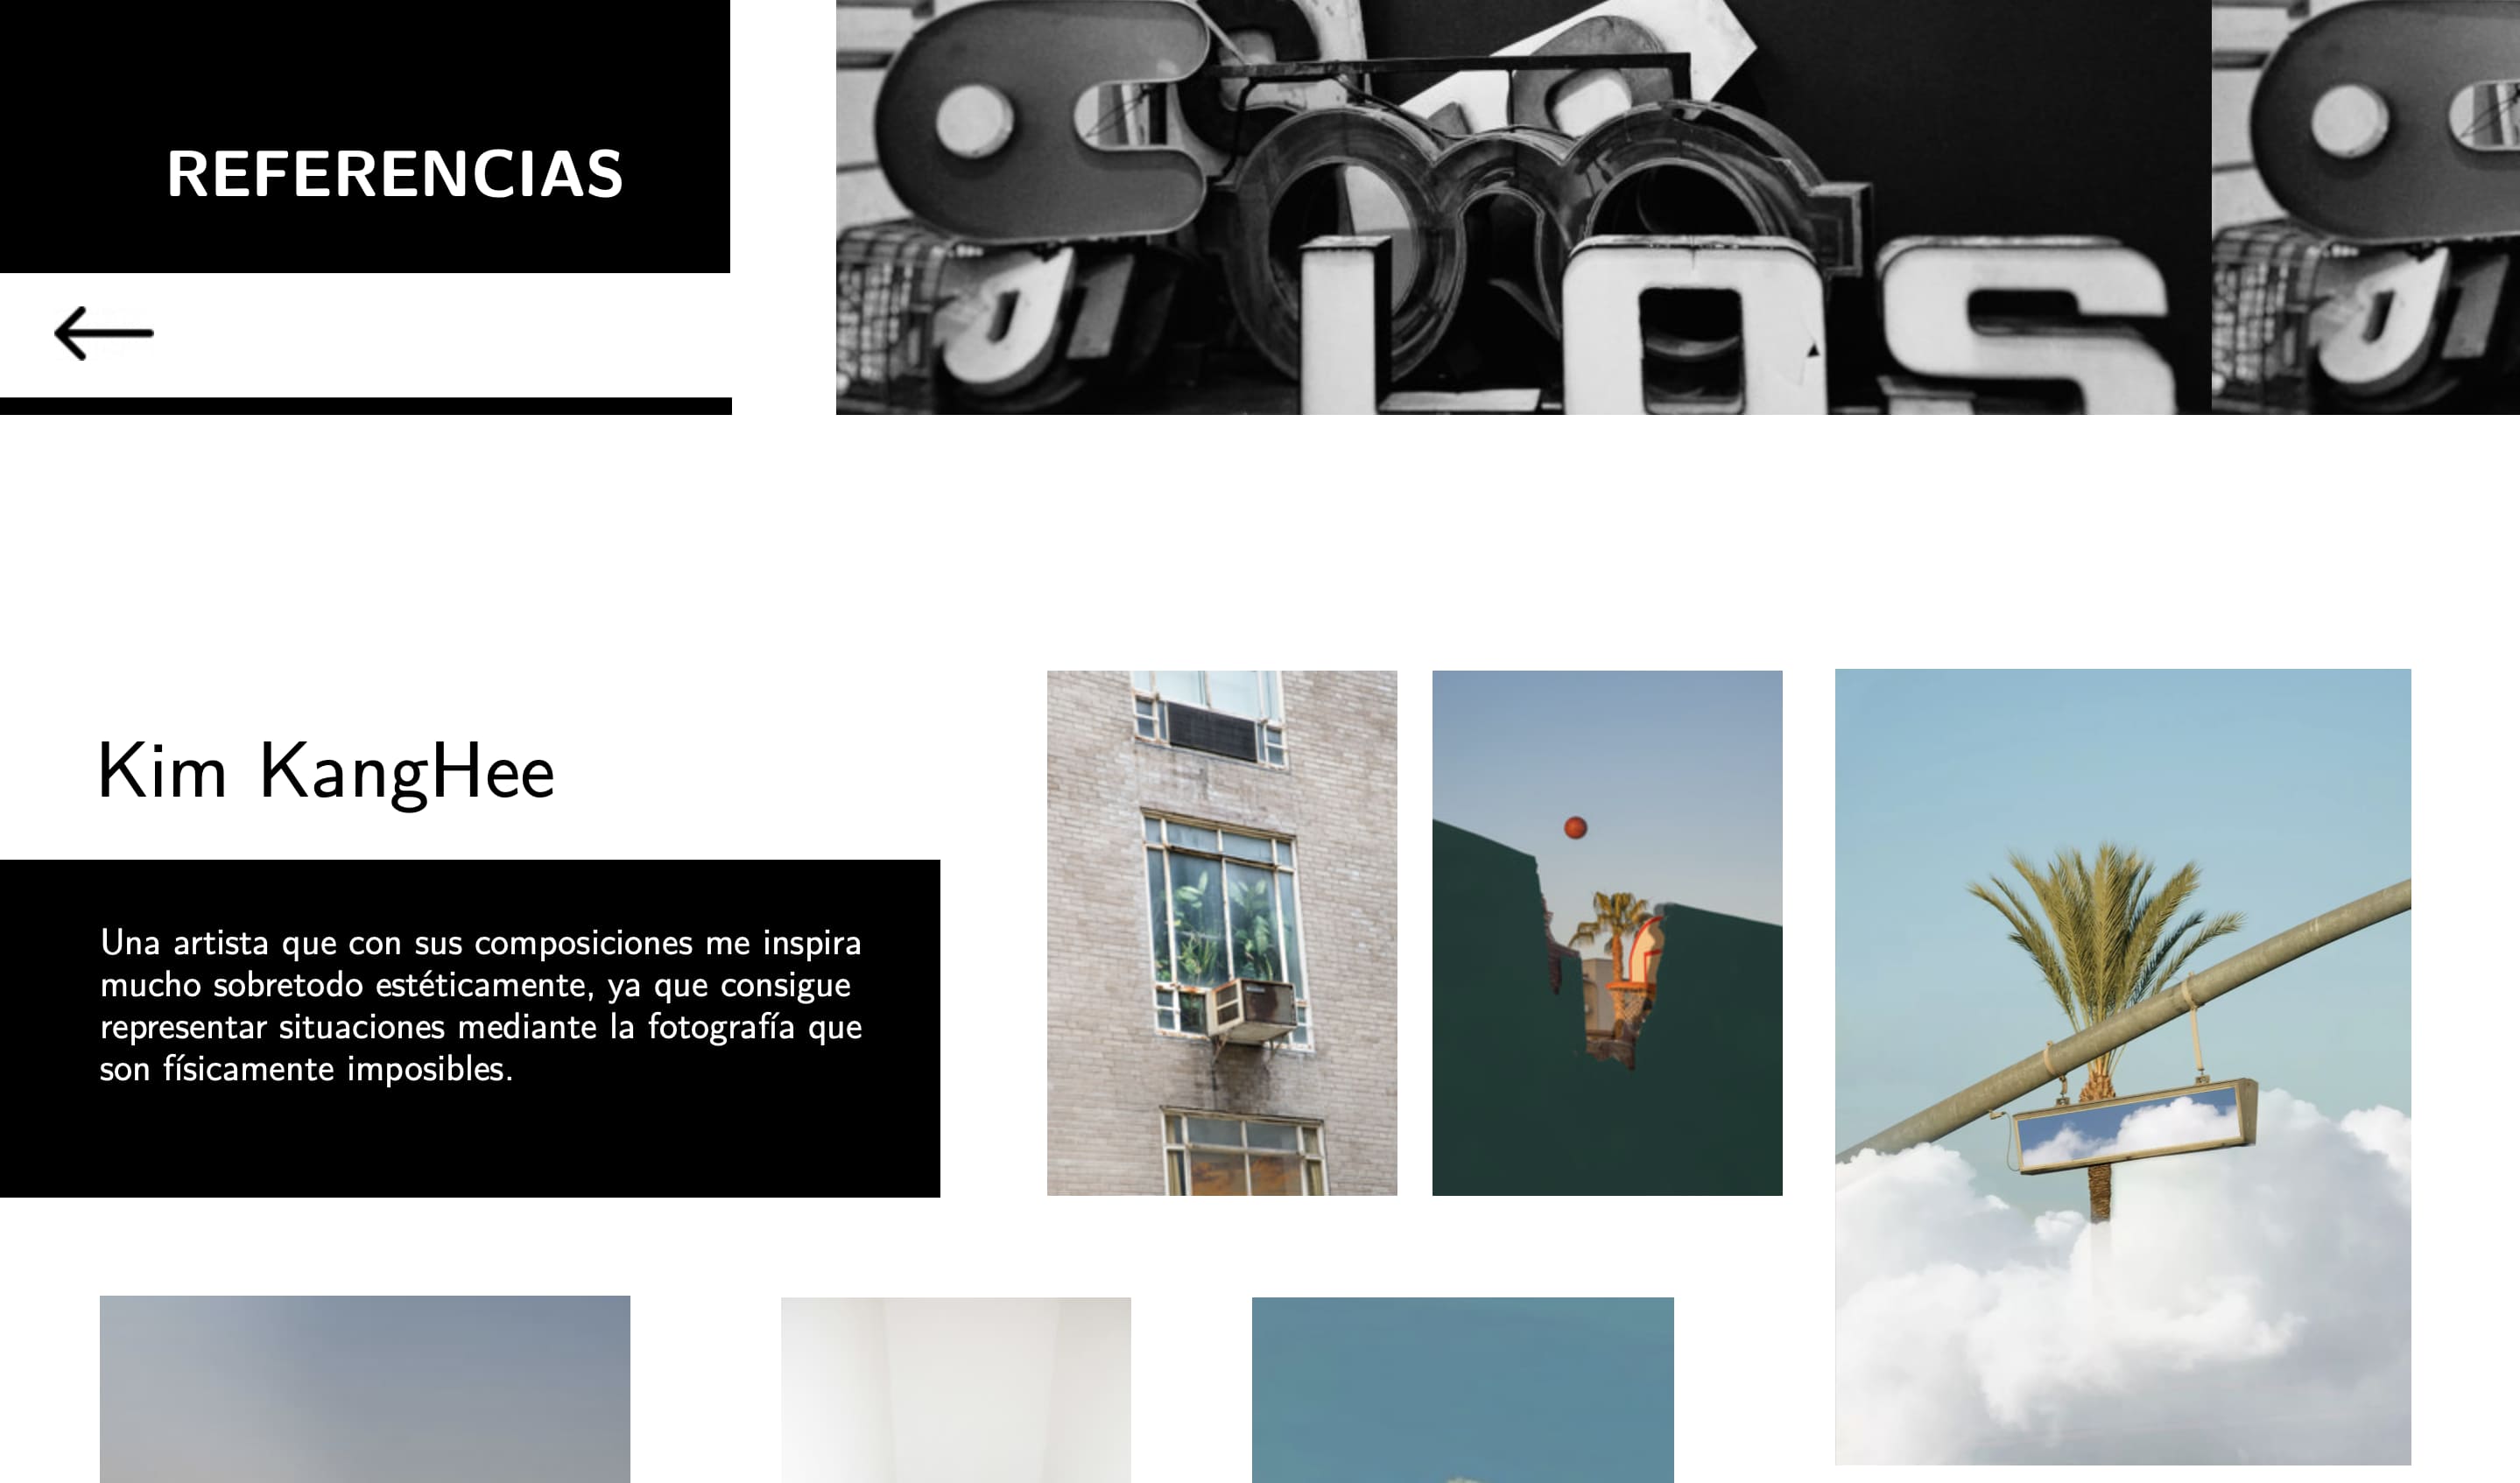 REFERENCIAS
LOS
Kim KangHee
Una artista que con sus composiciones me inspira
mucho sobretodo estéticamente, ya que consigue
representar situaciones mediante la fotografía que
son físicamente imposibles.